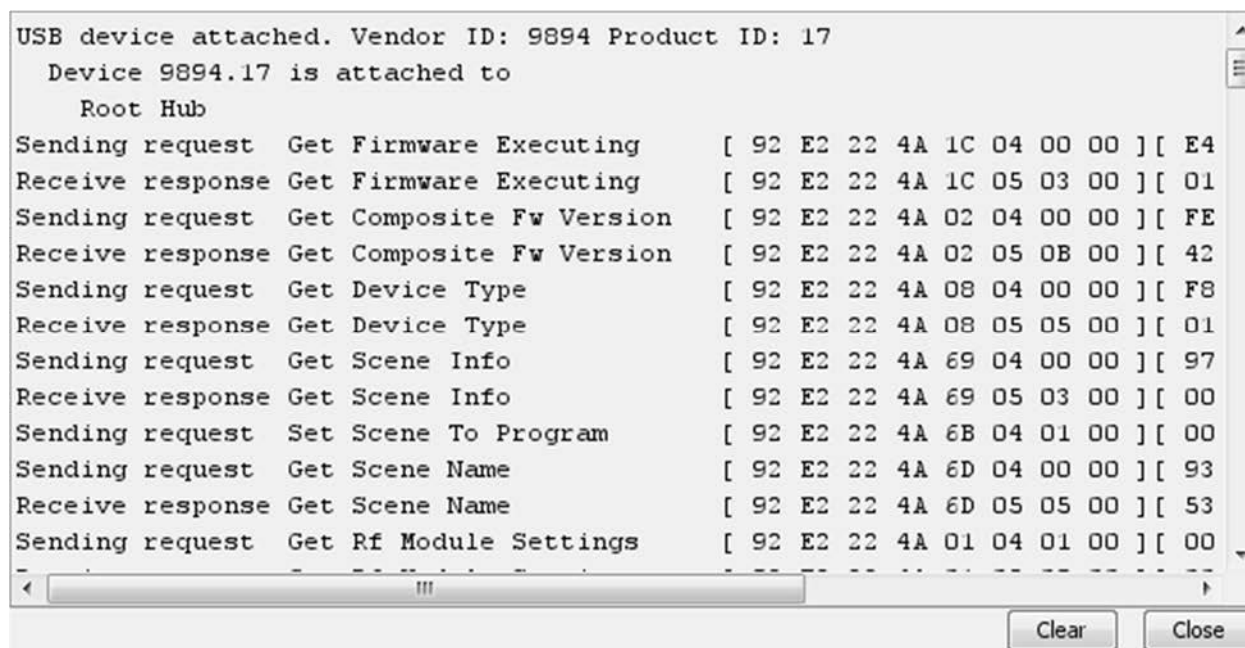 USB device attached. Vendor ID: 9894 Product ID: 17
Device 9894.17 is attached to
Root Hub
Sending request Get Firmware Executing [ 92 E2 22 4A 1C 04 00 00 ][ E4
Receive response Get Firmware Executing [ 92 E2 22 4A 1C 05 03 00 ][ 01
Sending request Get Composite Fw Version [ 92 E2 22 4A 02 04 00 00 ][ FE
Receive response Get Composite Fw Version [ 92 E2 22 4A 02 05 0B 00 ][ 42
Sending request Get Device Type [ 92 E2 22 4A 08 04 00 00 ][ F8
Receive response Get Device Type [ 92 E2 22 4A 08 05 05 00 ][ 01
Sending request Get Scene Info [ 92 E2 22 4A 69 04 00 00 ][ 97
Receive response Get Scene Info [ 92 E2 22 4A 69 05 03 00 ][ 00
Sending request Set Scene To Program [ 92 E2 22 4A 6B 04 01 00 ][ 00
Sending request Get Scene Name [ 92 E2 22 4A 6D 04 00 00 ][ 93
Receive response Get Scene Name [ 92 E2 22 4A 6D 05 05 00 ][ 53
Sending request Get Rf Module Settings [ 92 E2 22 4A 01 04 01 00 ][ 00
Clear Close